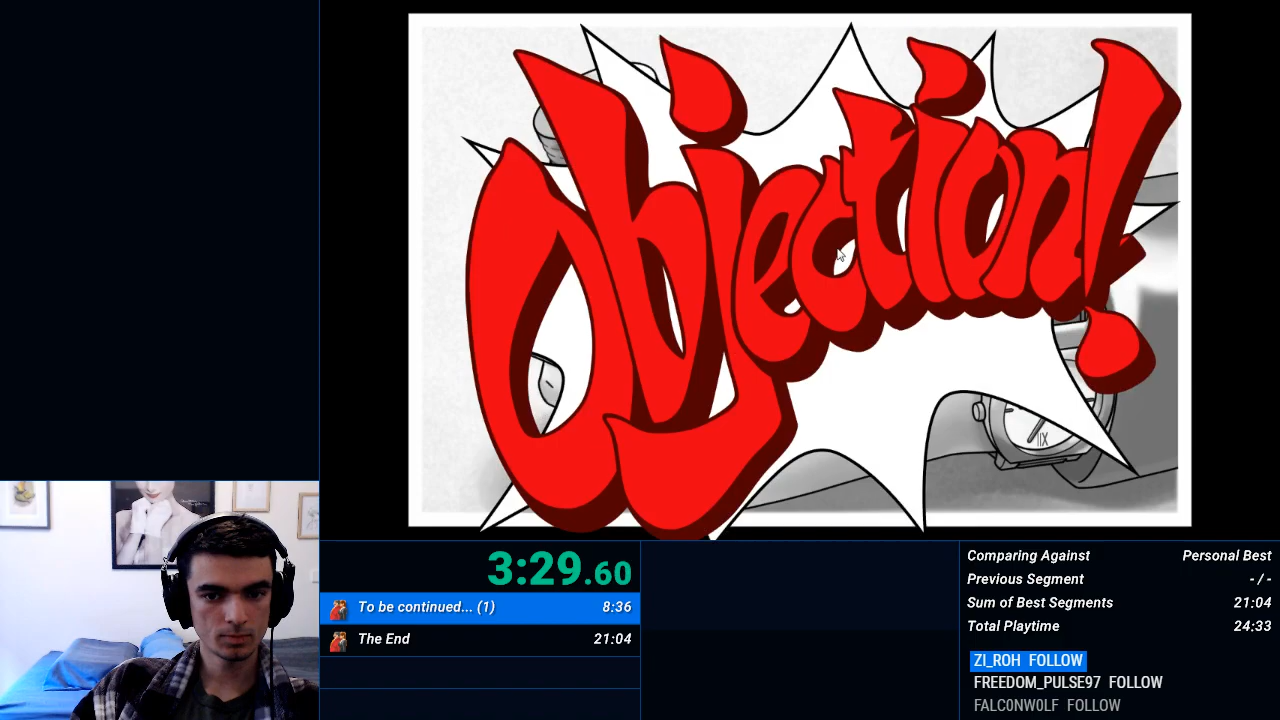 Objection!
3:29.60
To be continued... (1) 8:36
The End 21:04
Comparing Against Personal Best
Previous Segment - / -
Sum of Best Segments 21:04
Total Playtime 24:33
ZI_ROH FOLLOW
FREEDOM_PULSE97 FOLLOW
FALC0NW0LF FOLLOW